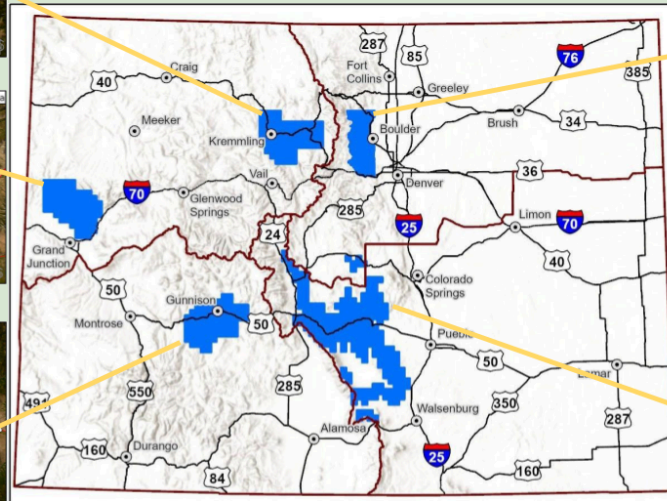 287
85
76
385
Craig
40
Fort
Collins
Greeley
Meeker
Kremmling
Boulder
Brush
34
Vail
Denver
36
70
Glenwood
Springs
285
25
Limon
70
24
Grand
Junction
40
50
Colorado
Springs
Gunnison
Montrose
50
Pueblo
50
Lamar
491
550
285
Walsenburg
350
287
Alamosa
160
Durango
25
84
160